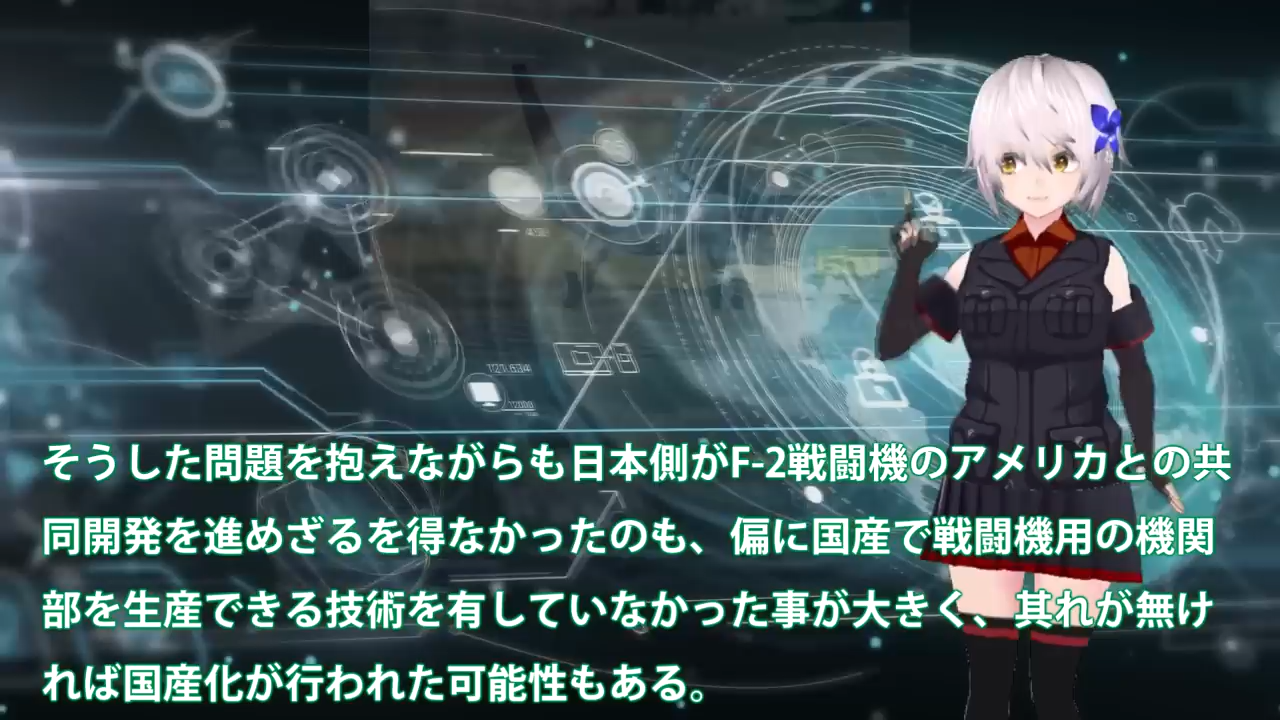 そうした問題を抱えながらも日本側がF-2戦闘機のアメリカとの共
同開発を進めざるを得なかったのも、偏に国産で戦闘機用の機関
部を生産できる技術を有していなかった事が大きく、其れが無け
れば国産化が行われた可能性もある。